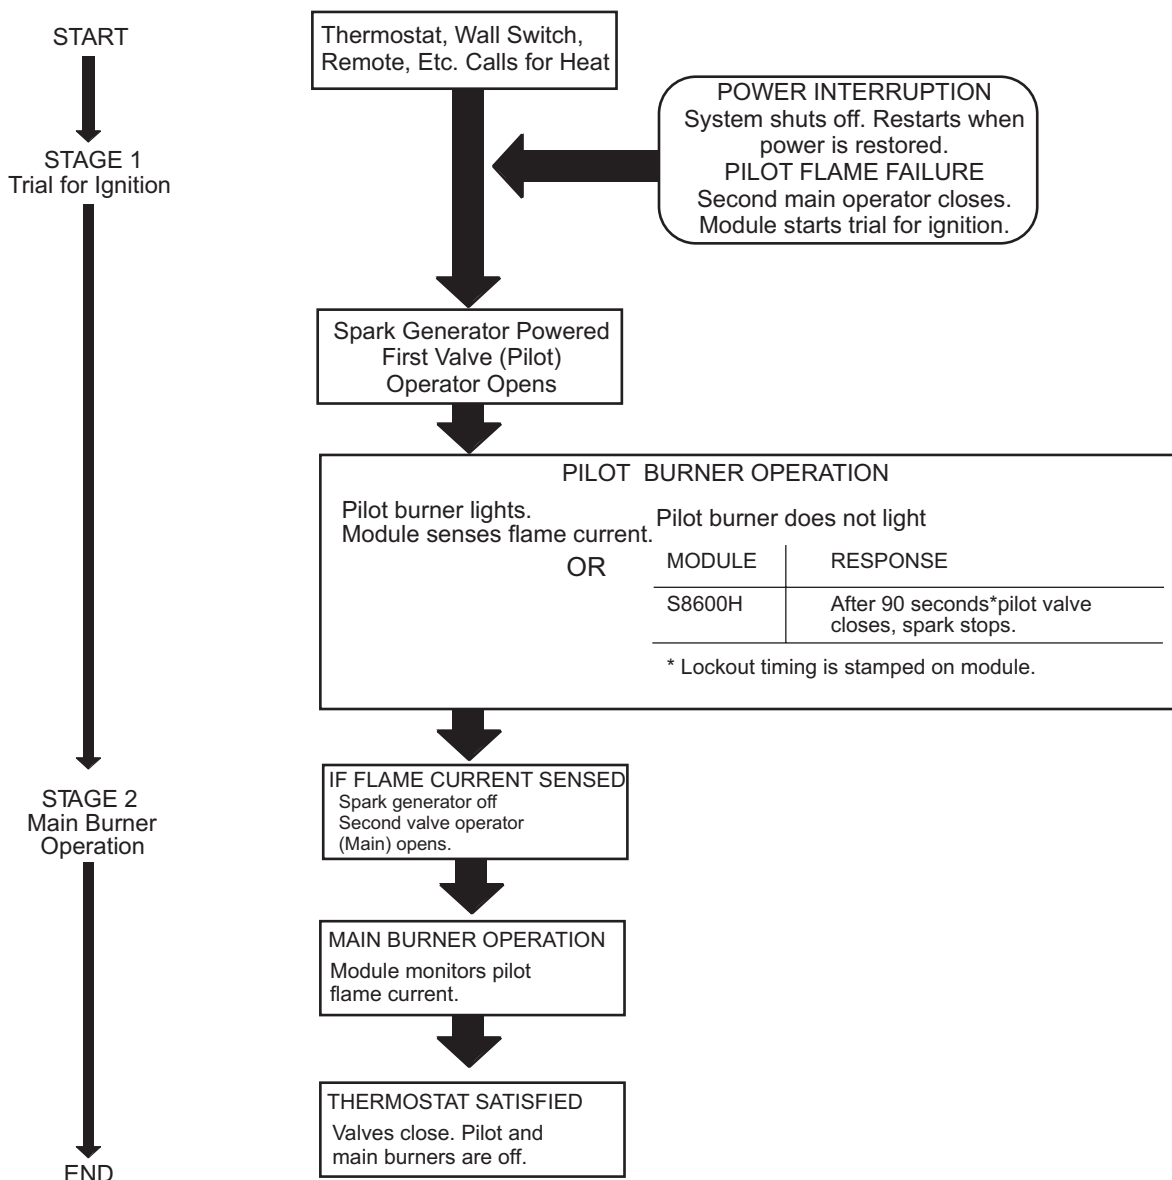 START
Thermostat, Wall Switch,
Remote, Etc. Calls for Heat
POWER INTERRUPTION
System shuts off. Restarts when
power is restored.
PILOT FLAME FAILURE
Second main operator closes.
Module starts trial for ignition.
STAGE 1
Trial for Ignition
Spark Generator Powered
First Valve (Pilot)
Operator Opens
PILOT BURNER OPERATION
Pilot burner lights.
Module senses flame current.
OR
Pilot burner does not light
MODULE RESPONSE
S8600H After 90 seconds*pilot valve
closes, spark stops.
* Lockout timing is stamped on module.
STAGE 2
Main Burner
Operation
IF FLAME CURRENT SENSED
Spark generator off
Second valve operator
(Main) opens.
MAIN BURNER OPERATION
Module monitors pilot
flame current.
THERMOSTAT SATISFIED
Valves close. Pilot and
main burners are off.
END